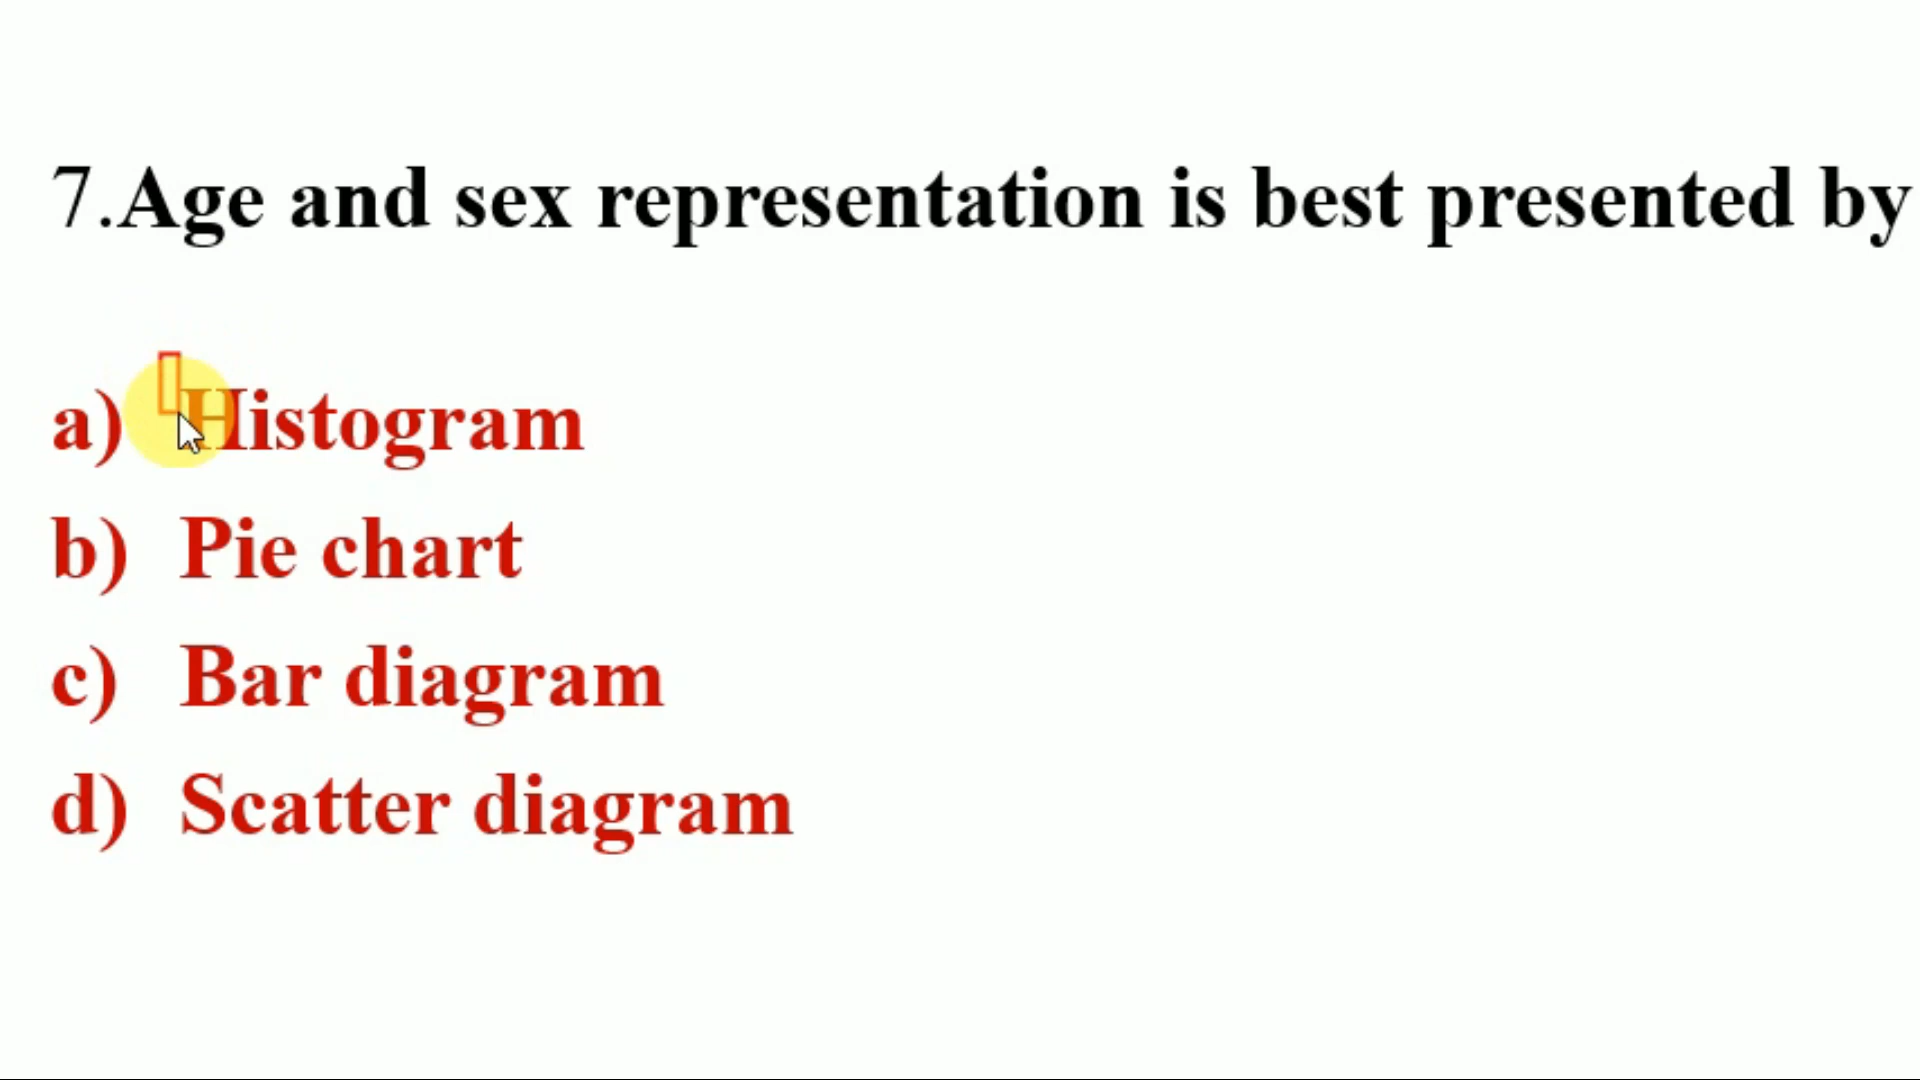 7.Age and sex representation is best presented by
a) Histogram
b) Pie chart
c) Bar diagram
d) Scatter diagram